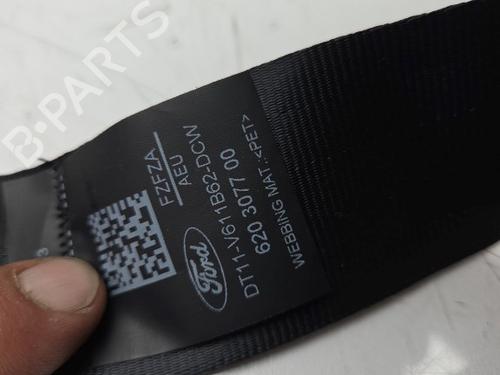 B-PARTS
FZFZA
AEU
Ford
DT11-V611B62-DCW
620 3077 00
WEBBING MAT.:<PET>